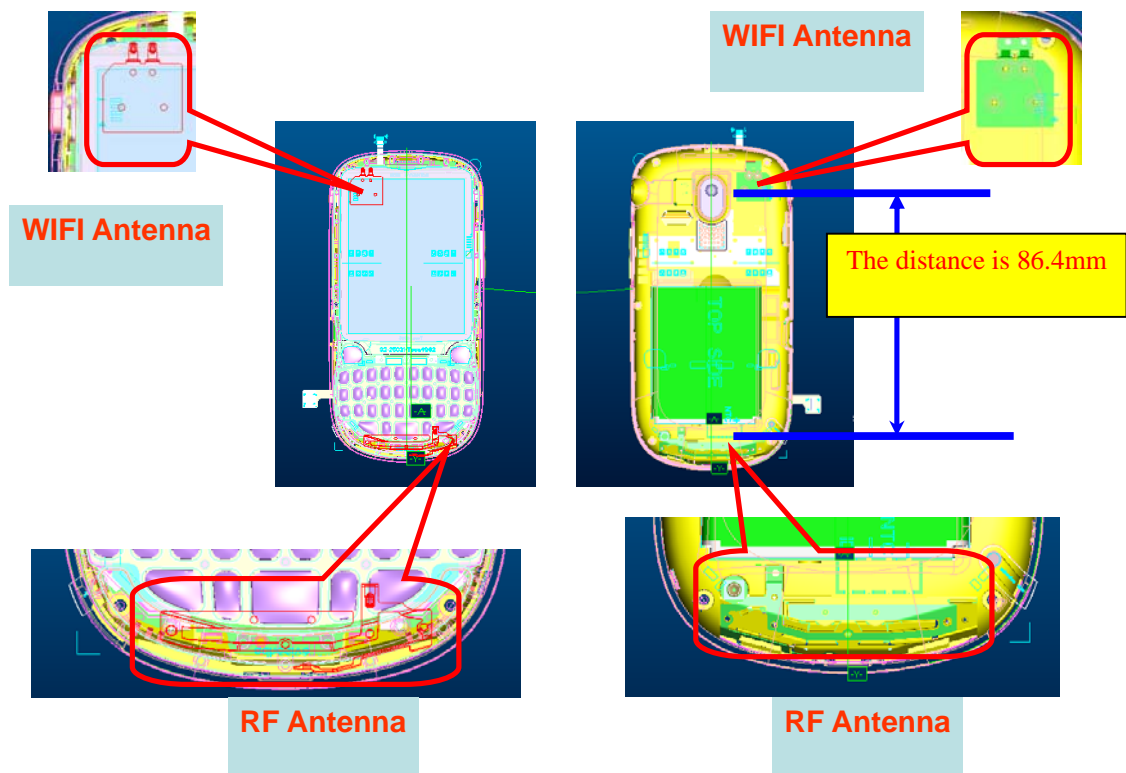 WIFI Antenna
WIFI Antenna
The distance is 86.4mm
TOP SIDE
-A-
-A-
-Y-
-Y-
RF Antenna
-Y-
RF Antenna